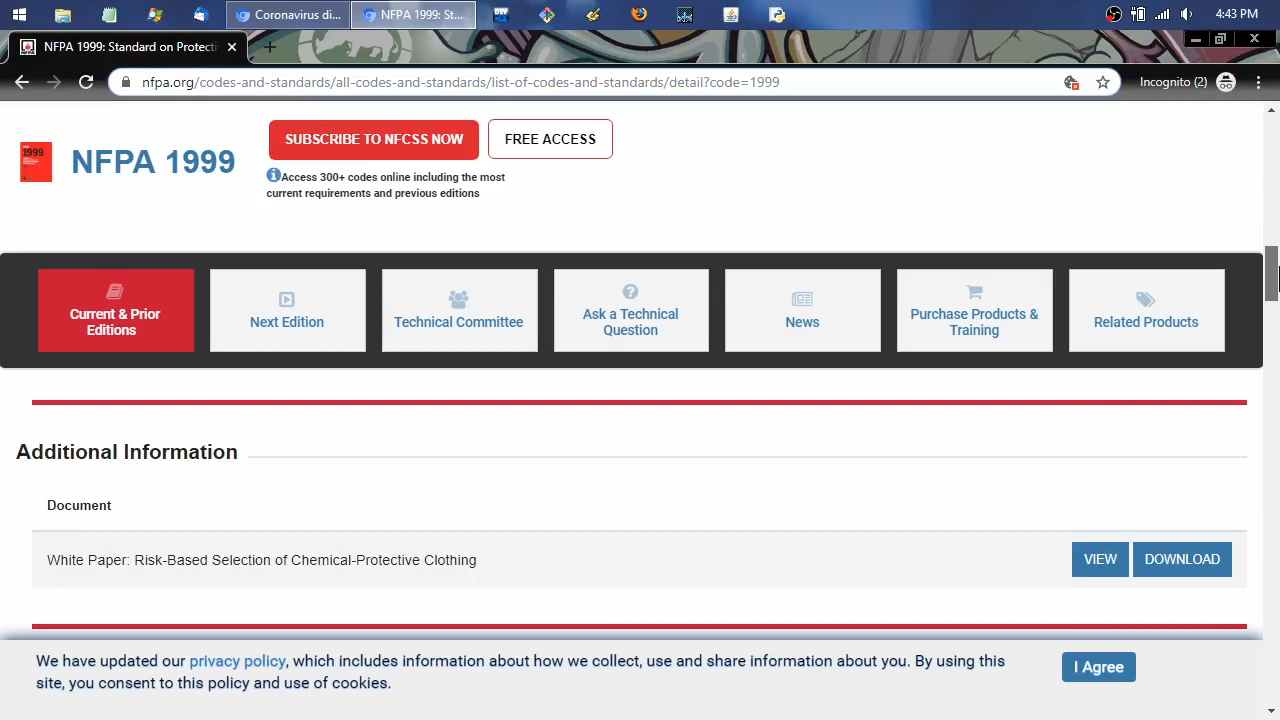 Coronavirus di...
NFPA 1999: St...
DEV
4:43 PM
NFPA 1999: Standard on Protecti
nfpa.org/codes-and-standards/all-codes-and-standards/list-of-codes-and-standards/detail?code=1999
Incognito (2)
1999
NFPA 1999
SUBSCRIBE TO NFCSS NOW
FREE ACCESS
Access 300+ codes online including the most
current requirements and previous editions
Current & Prior
Editions
Next Edition
Technical Committee
Ask a Technical
Question
News
Purchase Products &
Training
Related Products
Additional Information
Document
White Paper: Risk-Based Selection of Chemical-Protective Clothing
VIEW
DOWNLOAD
We have updated our privacy policy, which includes information about how we collect, use and share information about you. By using this
site, you consent to this policy and use of cookies.
I Agree